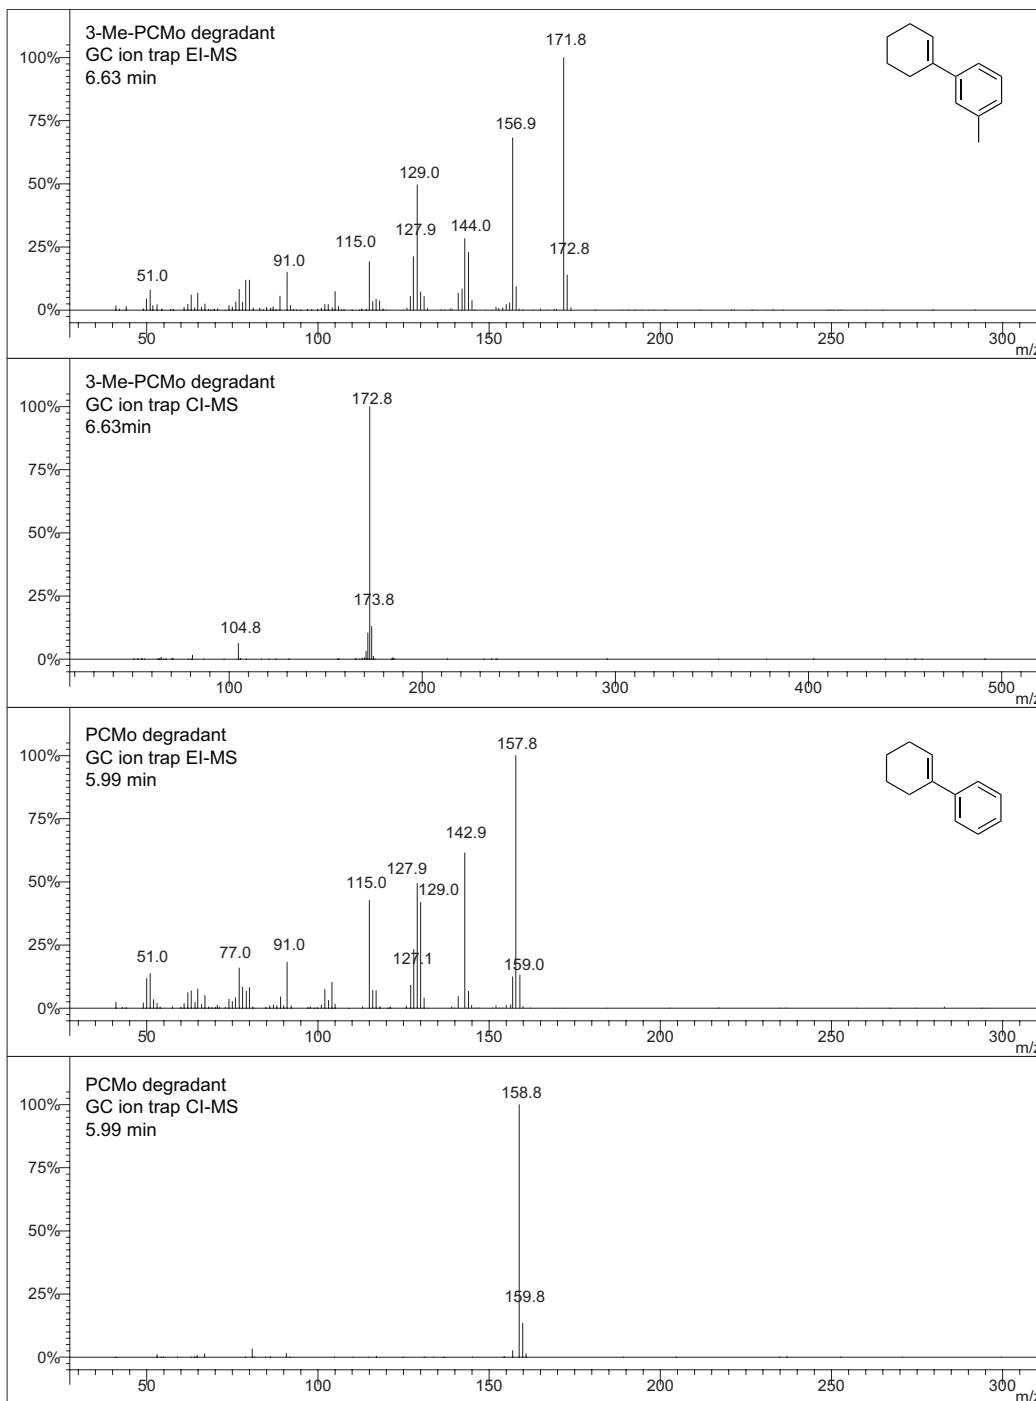 3-Me-PCMo degradant
GC ion trap EI-MS
6.63 min
171.8
100%
75%
156.9
50%
129.0
127.9
144.0
115.0
172.8
25%
91.0
51.0
0%
50 100 150 200 250 300
m/z
3-Me-PCMo degradant
GC ion trap CI-MS
6.63min
172.8
100%
75%
50%
25%
173.8
104.8
0%
100 200 300 400 500
m/z
PCMo degradant
GC ion trap EI-MS
5.99 min
157.8
100%
75%
142.9
50%
127.9
115.0
129.0
25%
51.0
77.0
91.0
127.1
159.0
0%
50 100 150 200 250 300
m/z
PCMo degradant
GC ion trap CI-MS
5.99 min
158.8
100%
75%
50%
25%
159.8
0%
50 100 150 200 250 300
m/z